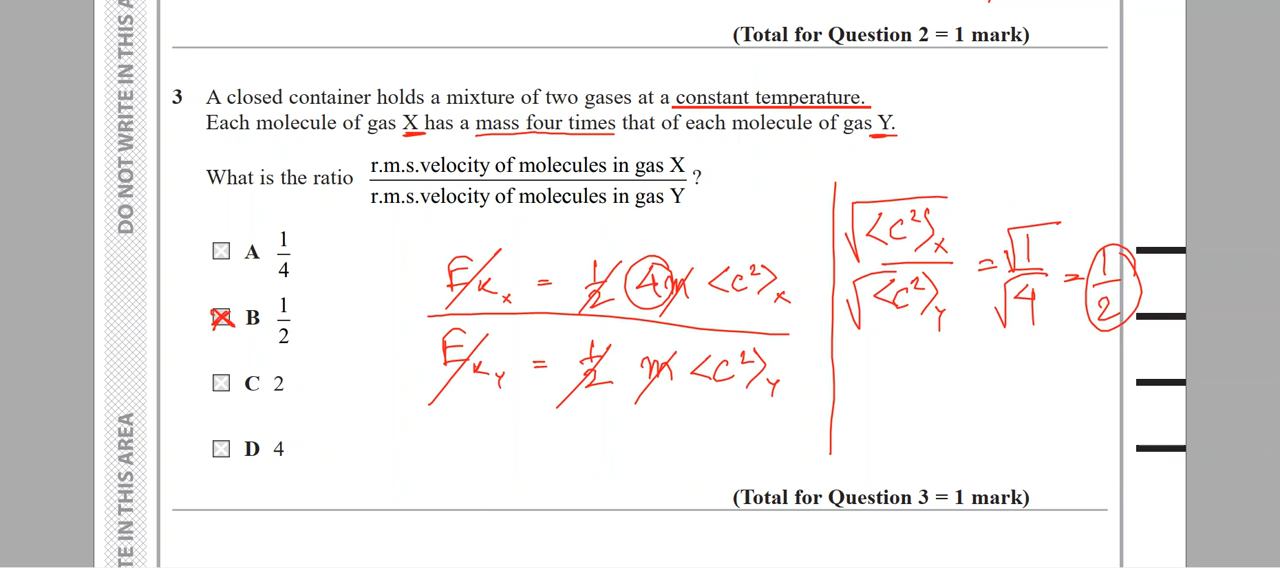 DO NOT WRITE IN THIS A
TE IN THIS AREA
(Total for Question 2 = 1 mark)
3 A closed container holds a mixture of two gases at a constant temperature.
Each molecule of gas X has a mass four times that of each molecule of gas Y.
What is the ratio r.m.s.velocity of molecules in gas X / r.m.s.velocity of molecules in gas Y ?
A 1/4
B 1/2
C 2
D 4
E/Kx = 1/2 4m <c²>x
E/Ky = 1/2 m <c²>Y
√<c²>x / √<c²>Y = √1 / √4 = 1/2
(Total for Question 3 = 1 mark)